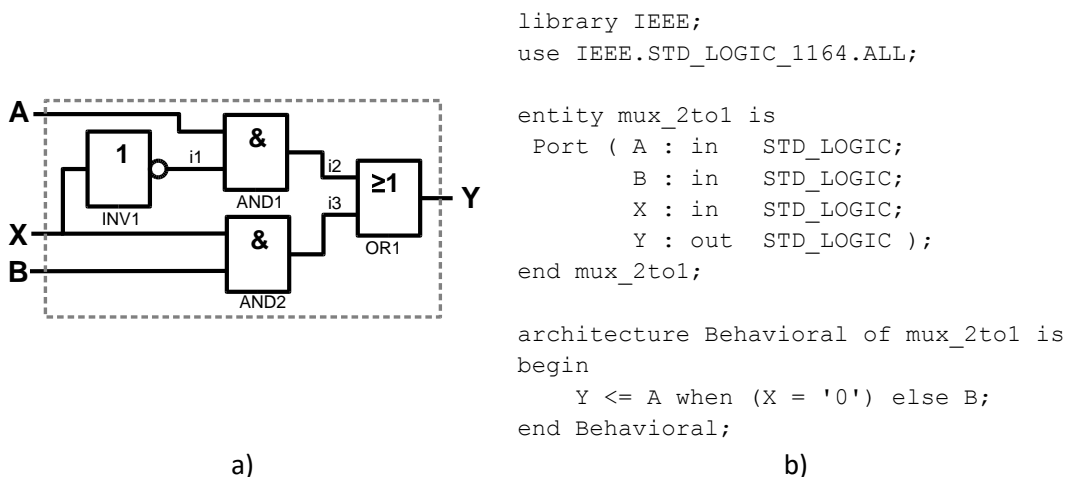 A
X
B
1
i1
INV1
&
AND1
i2
&
AND2
i3
≥1
OR1
Y
a)
library IEEE;
use IEEE.STD_LOGIC_1164.ALL;
entity mux_2to1 is
Port ( A : in STD_LOGIC;
B : in STD_LOGIC;
X : in STD_LOGIC;
Y : out STD_LOGIC );
end mux_2to1;
architecture Behavioral of mux_2to1 is
begin
Y <= A when (X = '0') else B;
end Behavioral;
b)